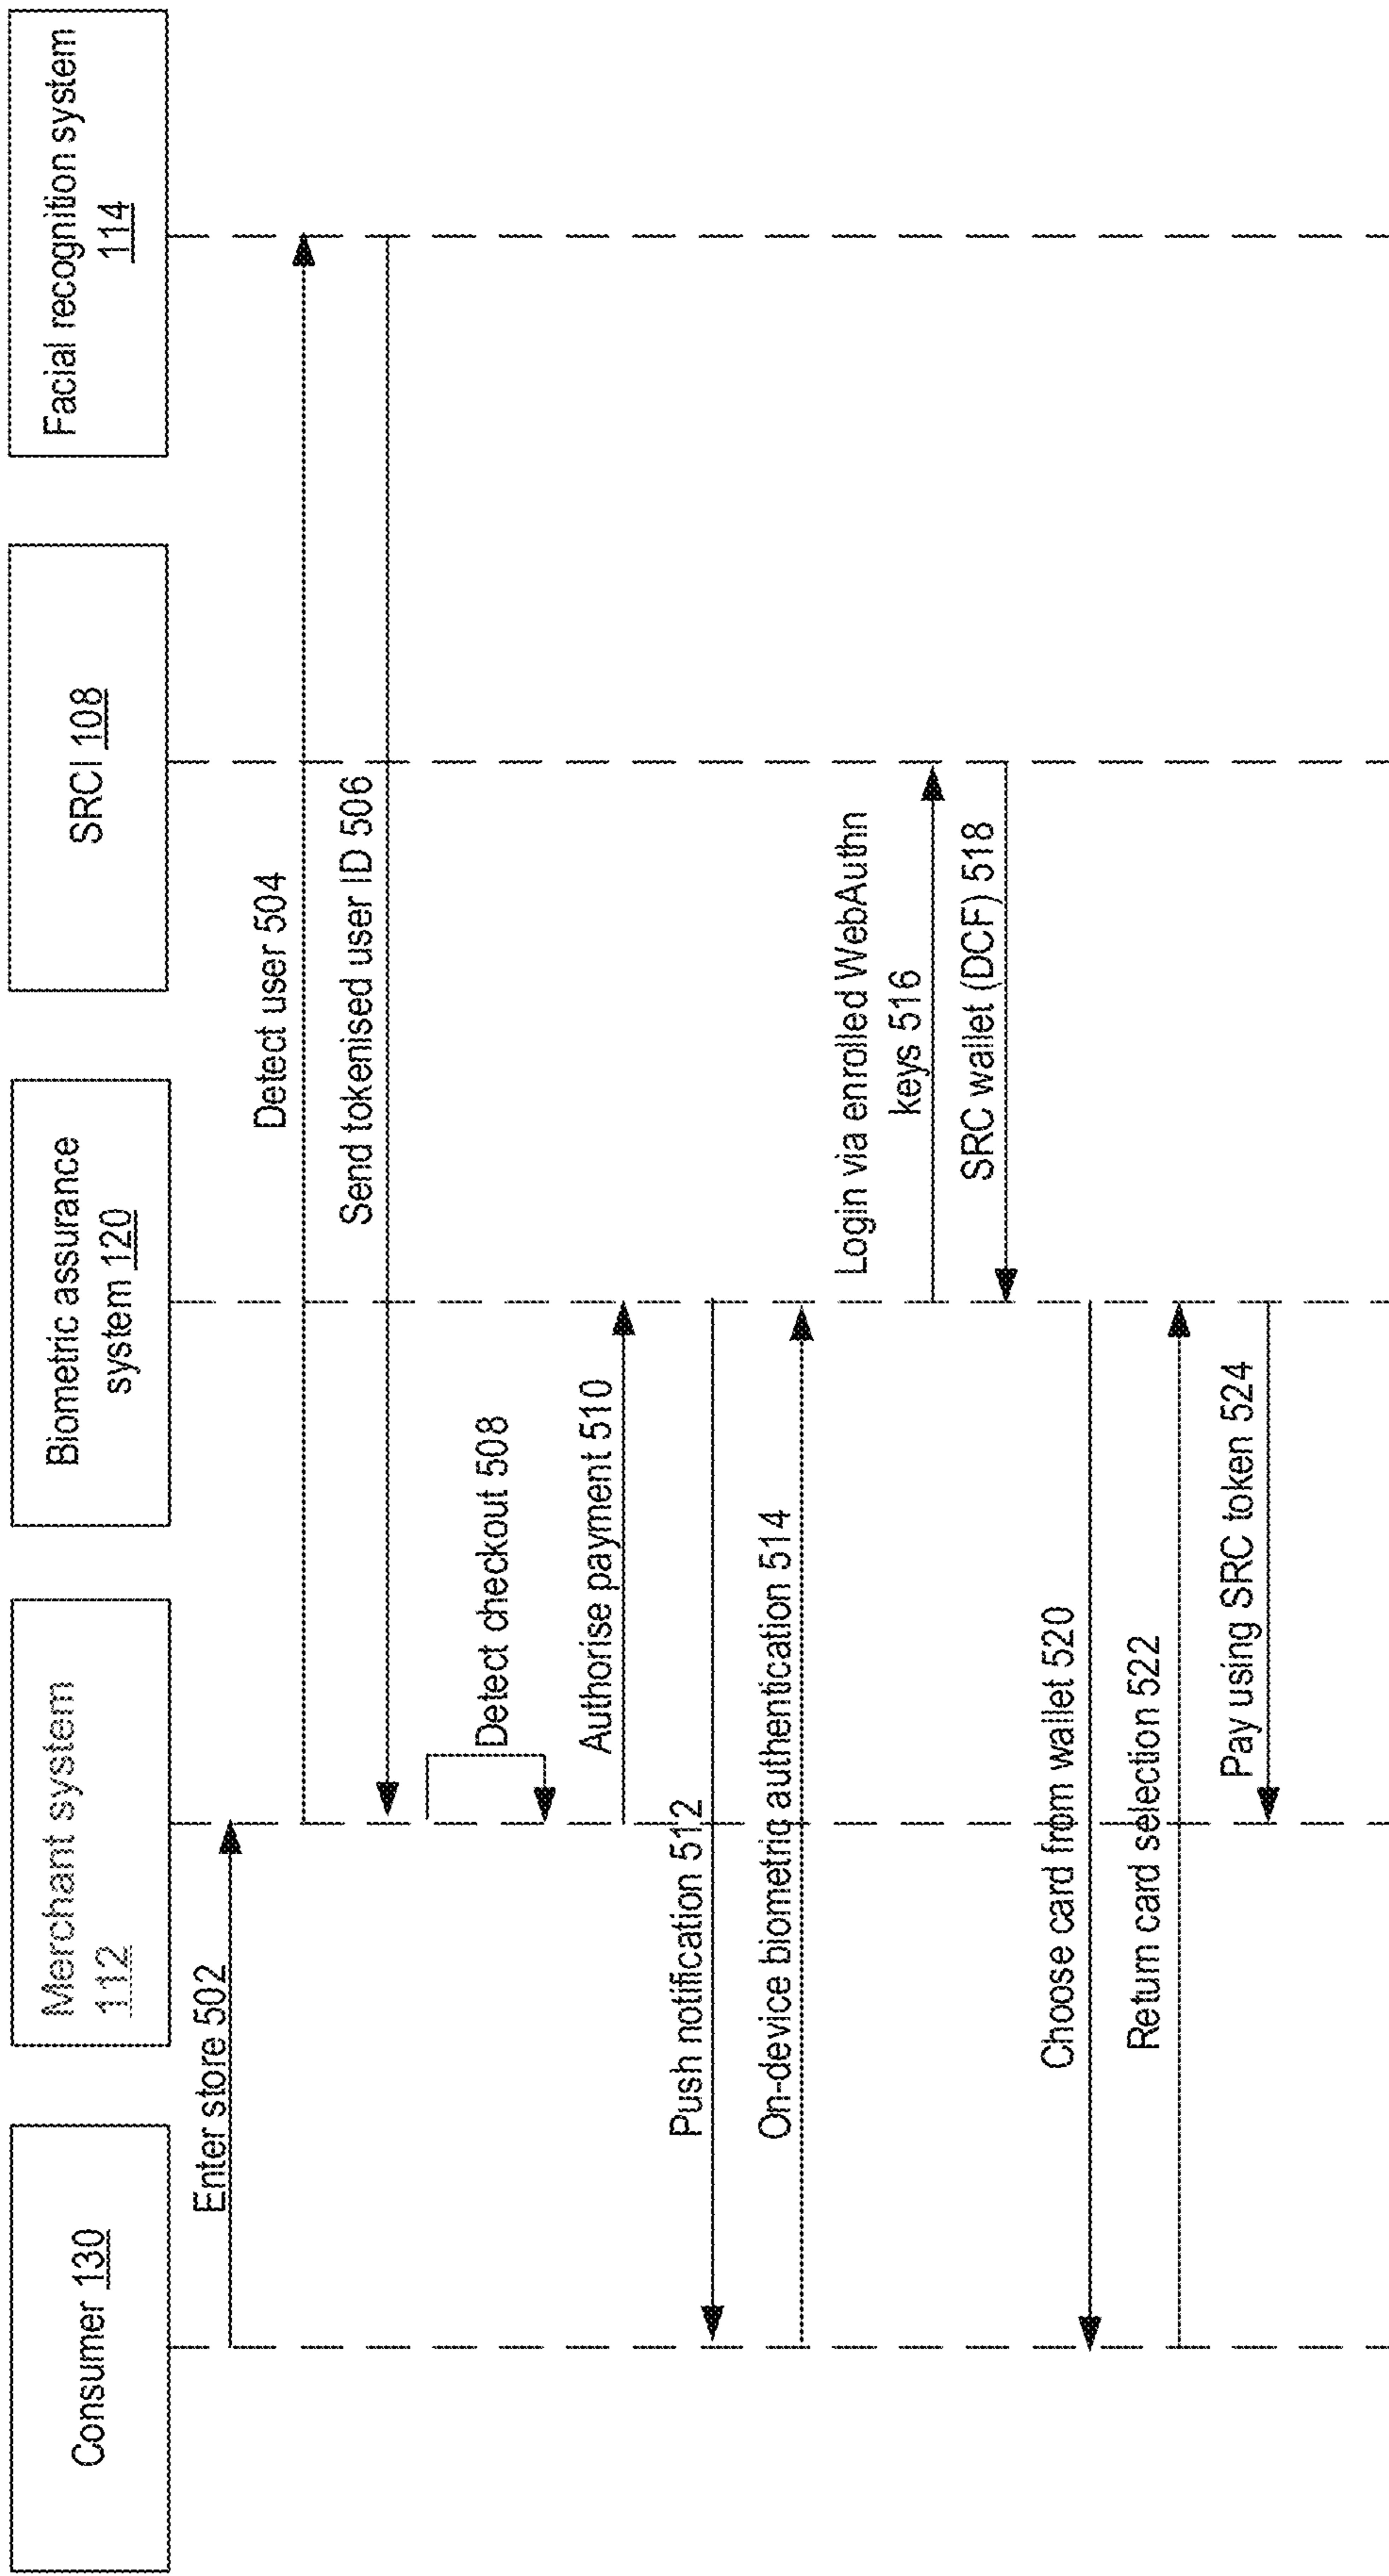 Consumer 130
Merchant system
112
Biometric assurance
system 120
SRCI 108
Facial recognition system
114
Enter store 502
Detect user 504
Send tokenised user ID 506
Detect checkout 508
Authorise payment 510
Push notification 512
On-device biometric authentication 514
Login via enrolled WebAuthn
keys 516
SRC wallet (DCF) 518
Choose card from wallet 520
Return card selection 522
Pay using SRC token 524